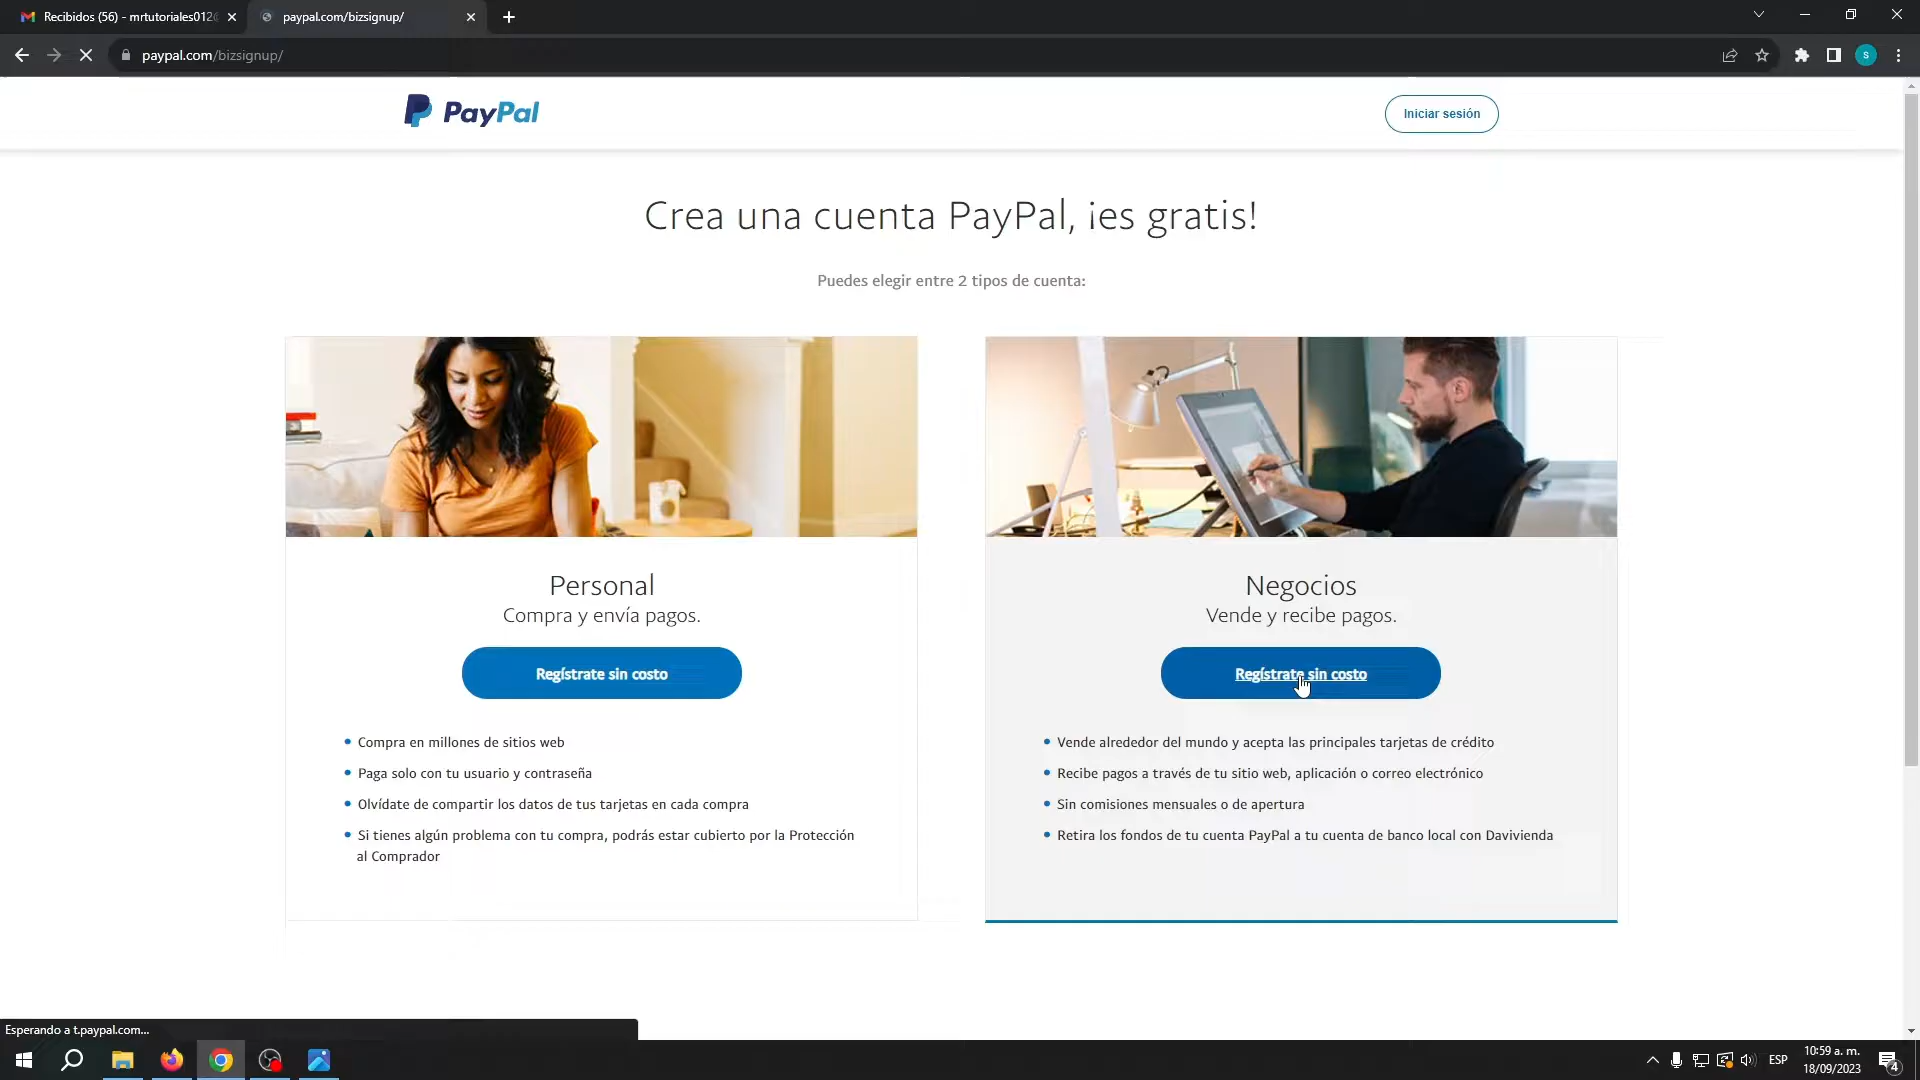 Recibidos (56) - mrtutoriales012
paypal.com/bizsignup/
paypal.com/bizsignup/
S
PayPal
Iniciar sesión
Crea una cuenta PayPal, ¡es gratis!
Puedes elegir entre 2 tipos de cuenta:
Personal
Compra y envía pagos.
Regístrate sin costo
Compra en millones de sitios web
Paga solo con tu usuario y contraseña
Olvídate de compartir los datos de tus tarjetas en cada compra
Si tienes algún problema con tu compra, podrás estar cubierto por la Protección
al Comprador
Negocios
Vende y recibe pagos.
Regístrate sin costo
Vende alrededor del mundo y acepta las principales tarjetas de crédito
Recibe pagos a través de tu sitio web, aplicación o correo electrónico
Sin comisiones mensuales o de apertura
Retira los fondos de tu cuenta PayPal a tu cuenta de banco local con Davivienda
Esperando a t.paypal.com...
ESP
10:59 a. m.
18/09/2023
4